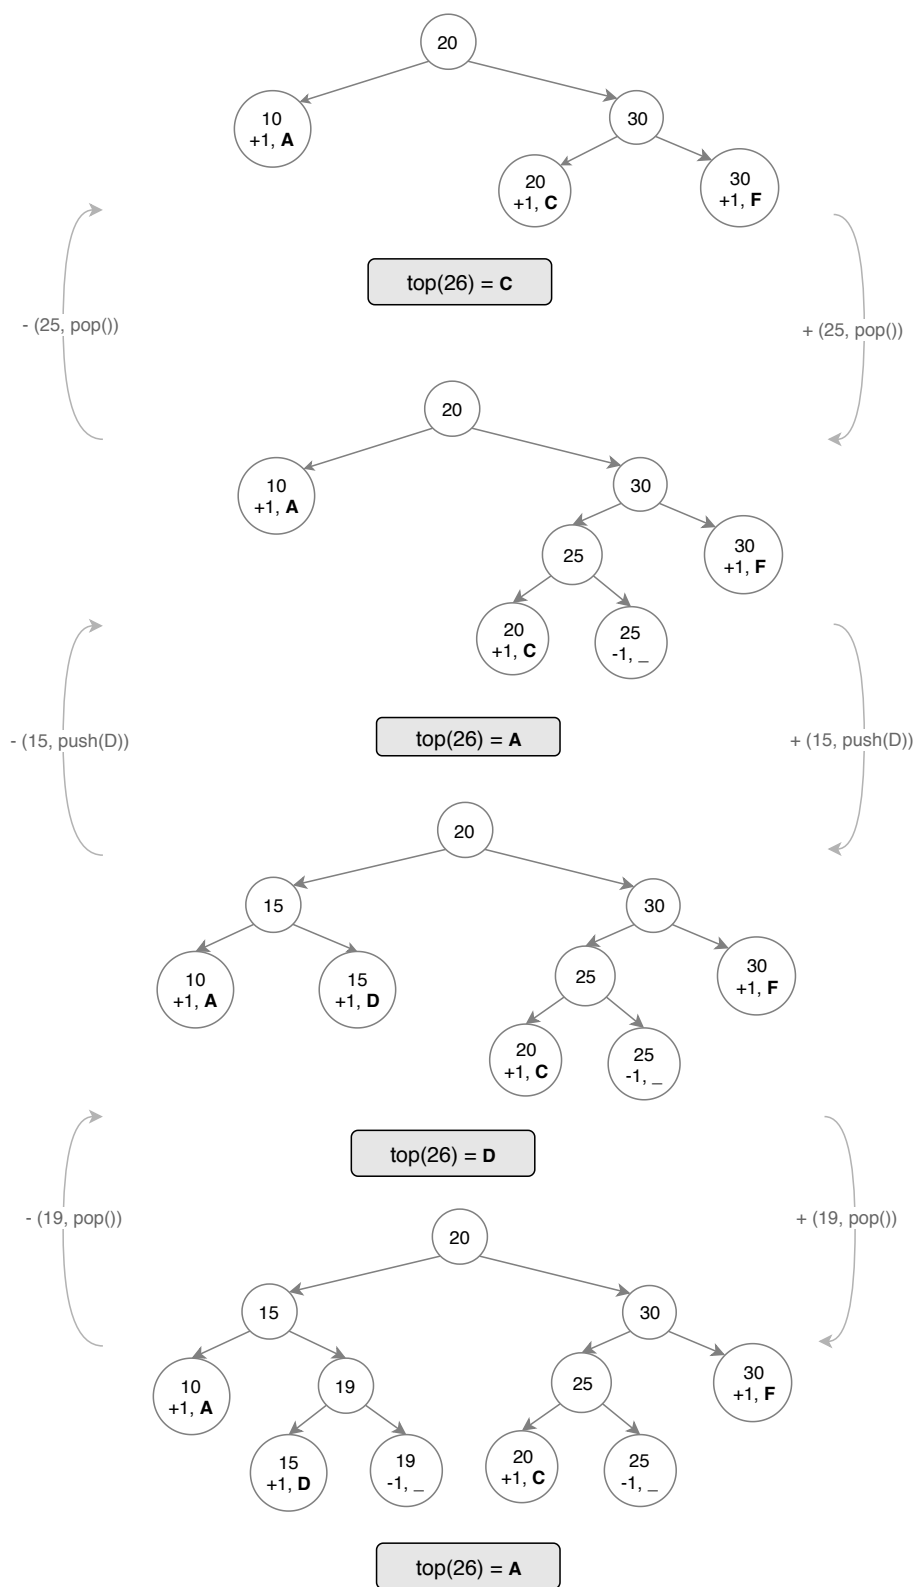 20
10
+1, A
30
20
+1, C
30
+1, F
top(26) = C
- (25, pop())
+ (25, pop())
20
10
+1, A
30
25
30
+1, F
20
+1, C
25
-1, _
top(26) = A
- (15, push(D))
+ (15, push(D))
20
15
30
10
+1, A
15
+1, D
25
30
+1, F
20
+1, C
25
-1, _
top(26) = D
- (19, pop())
+ (19, pop())
20
15
30
10
+1, A
19
25
30
+1, F
15
+1, D
19
-1, _
20
+1, C
25
-1, _
top(26) = A